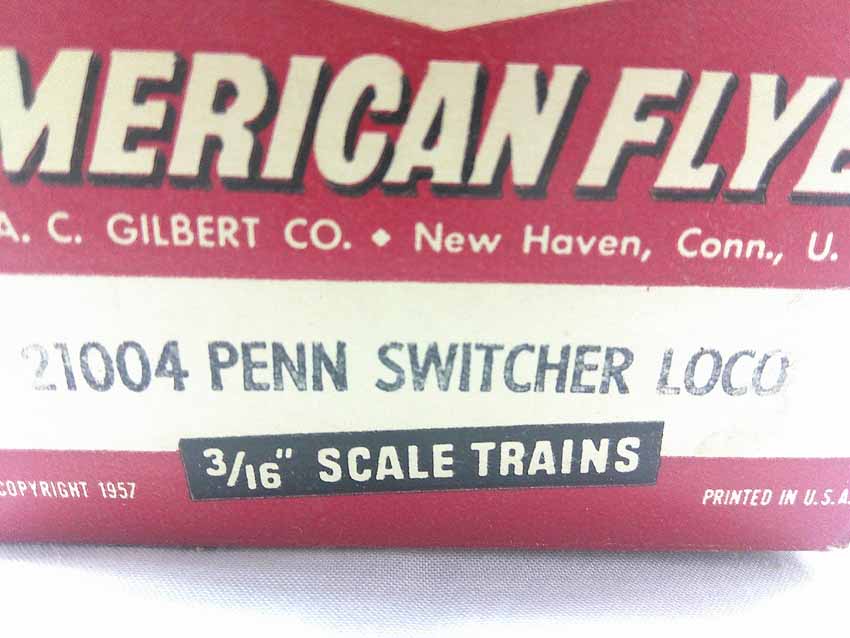 MERICAN FLYE
A. C. GILBERT CO. ◆ New Haven, Conn., U.
21004 PENN SWITCHER LOCO
3/16" SCALE TRAINS
COPYRIGHT 1957
PRINTED IN U.S.A.